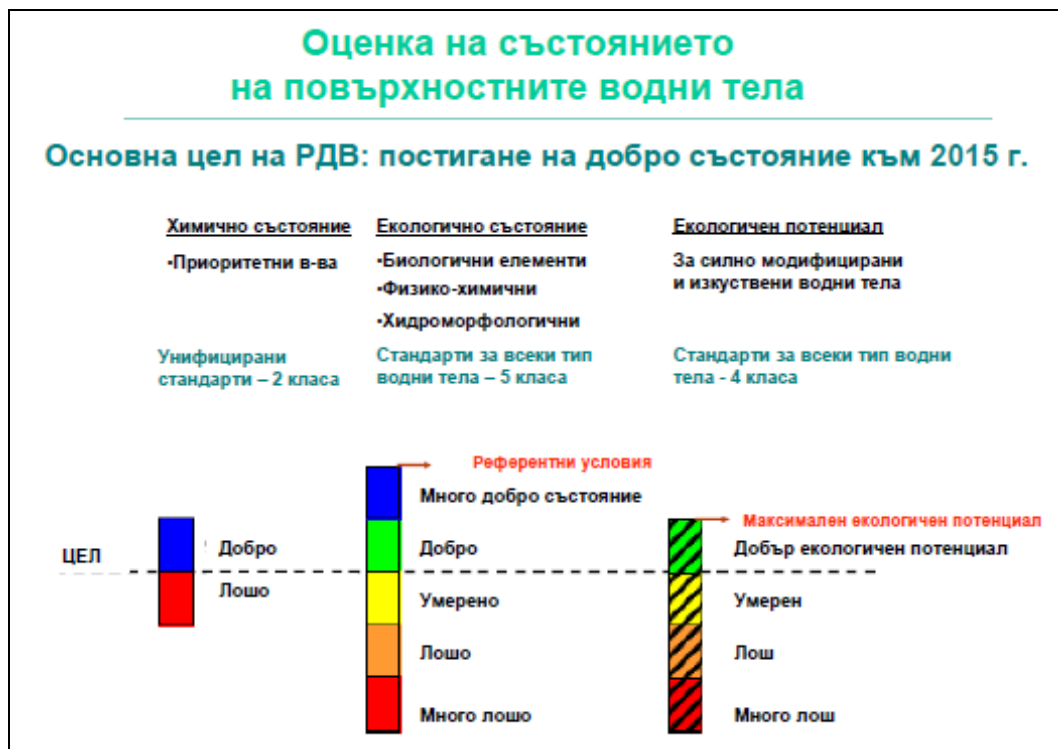 Оценка на състоянието
на повърхностните водни тела
Основна цел на РДВ: постигане на добро състояние към 2015 г.
Химично състояние
▪Приоритетни в-ва
Унифицирани
стандарти – 2 класа
Екологично състояние
▪Биологични елементи
▪Физико-химични
▪Хидроморфологични
Стандарти за всеки тип
водни тела – 5 класа
Екологичен потенциал
За силно модифицирани
и изкуствени водни тела
Стандарти за всеки тип водни
тела - 4 класа
ЦЕЛ
Добро
Лошо
Референтни условия
Много добро състояние
Добро
Умерено
Лошо
Много лошо
Максимален екологичен потенциал
Добър екологичен потенциал
Умерен
Лош
Много лош